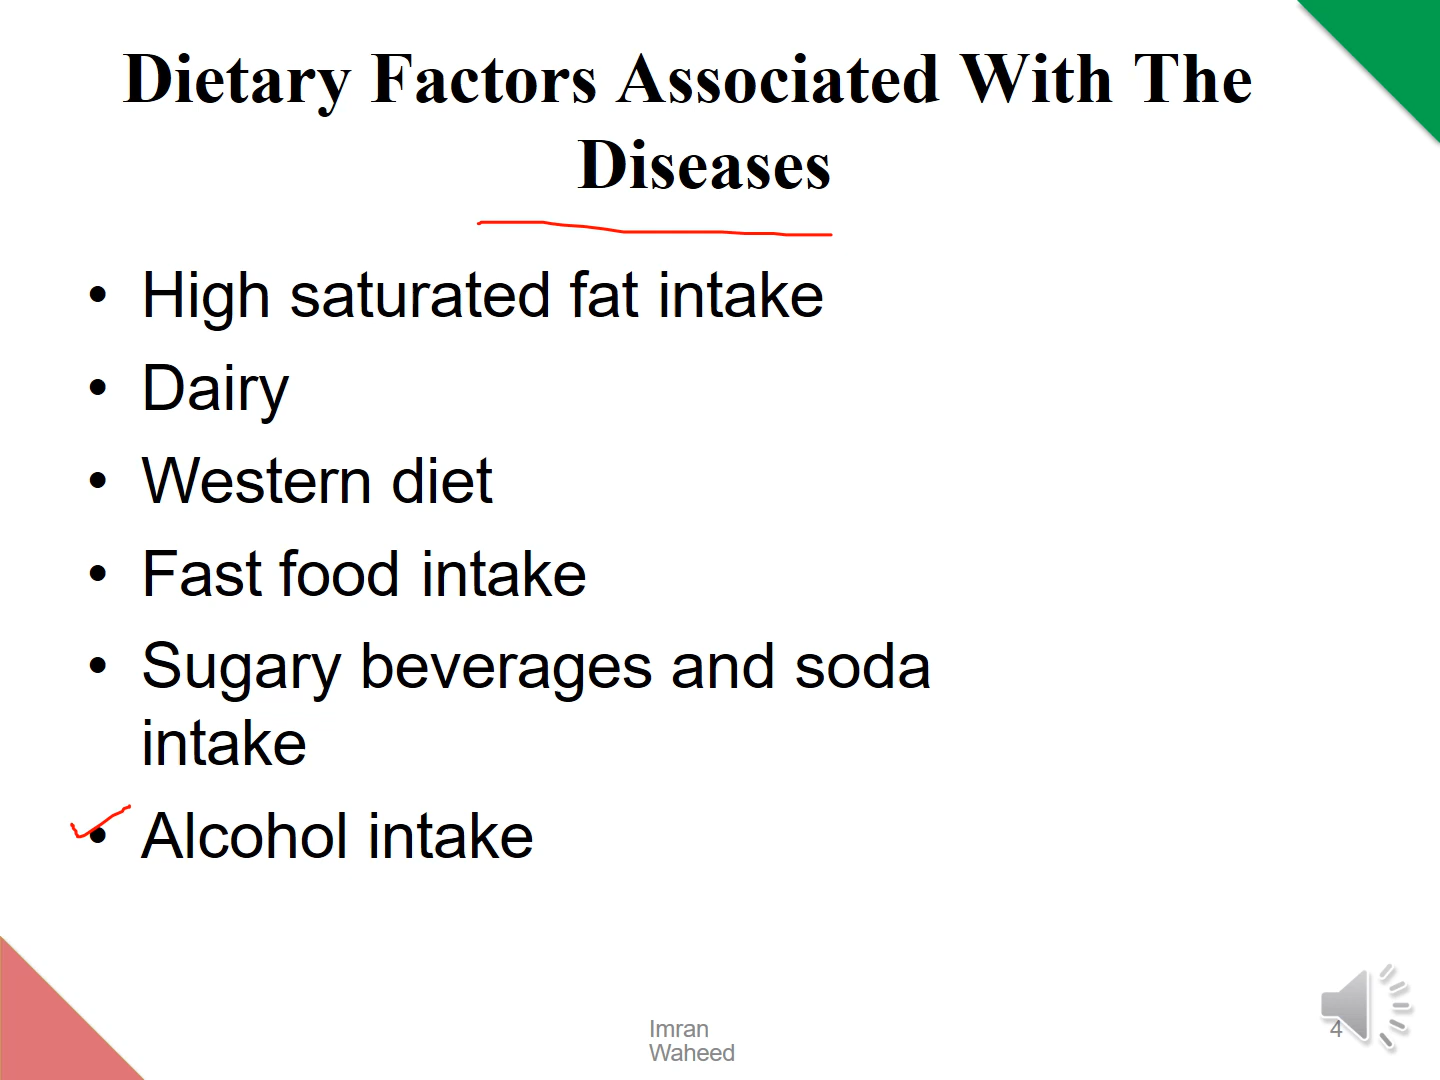 Dietary Factors Associated With The
Diseases
• High saturated fat intake
• Dairy
• Western diet
• Fast food intake
• Sugary beverages and soda
intake
• Alcohol intake
Imran
Waheed
4